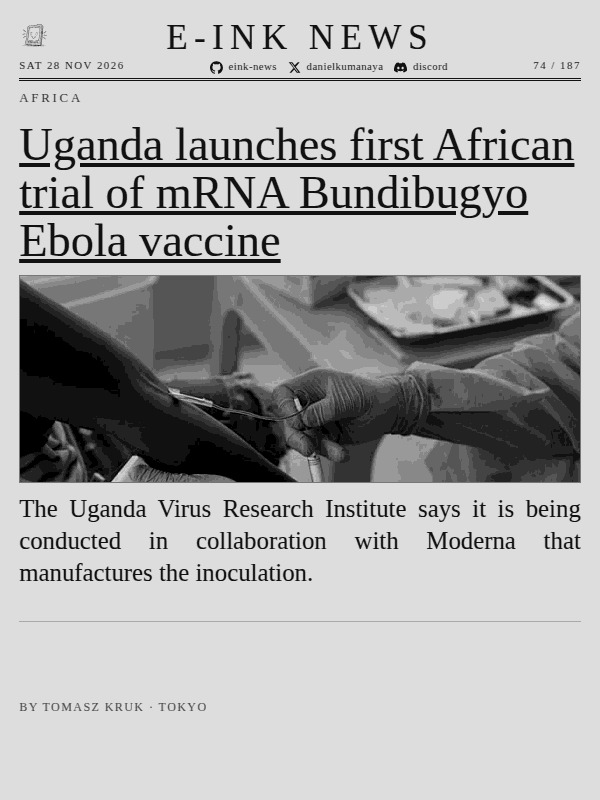 E-INK NEWS
SAT 28 NOV 2026
eink-news danielkumanaya discord
74 / 187
AFRICA
Uganda launches first African
trial of mRNA Bundibugyo
Ebola vaccine
The Uganda Virus Research Institute says it is being
conducted in collaboration with Moderna that
manufactures the inoculation.
BY TOMASZ KRUK · TOKYO